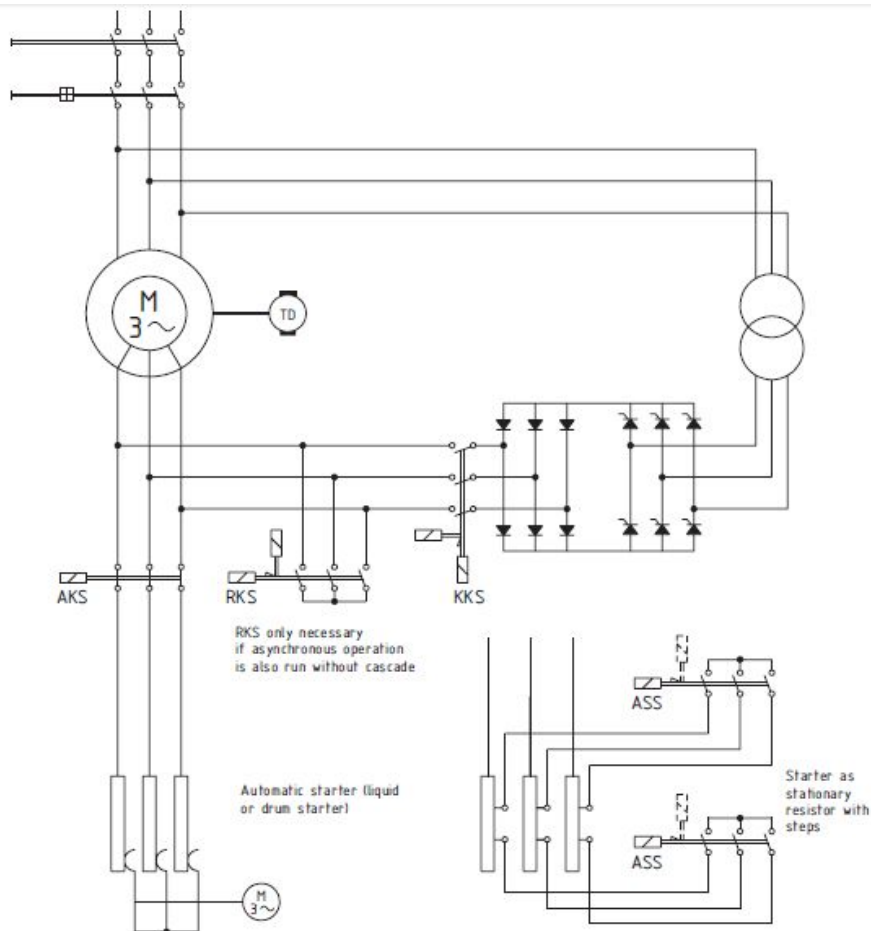 M
3~
TD
AKS
RKS
KKS
RKS only necessary
if asynchronous operation
is also run without cascade
ASS
Automatic starter (liquid
or drum starter)
Starter as
stationary
resistor with
steps
ASS
M
3~